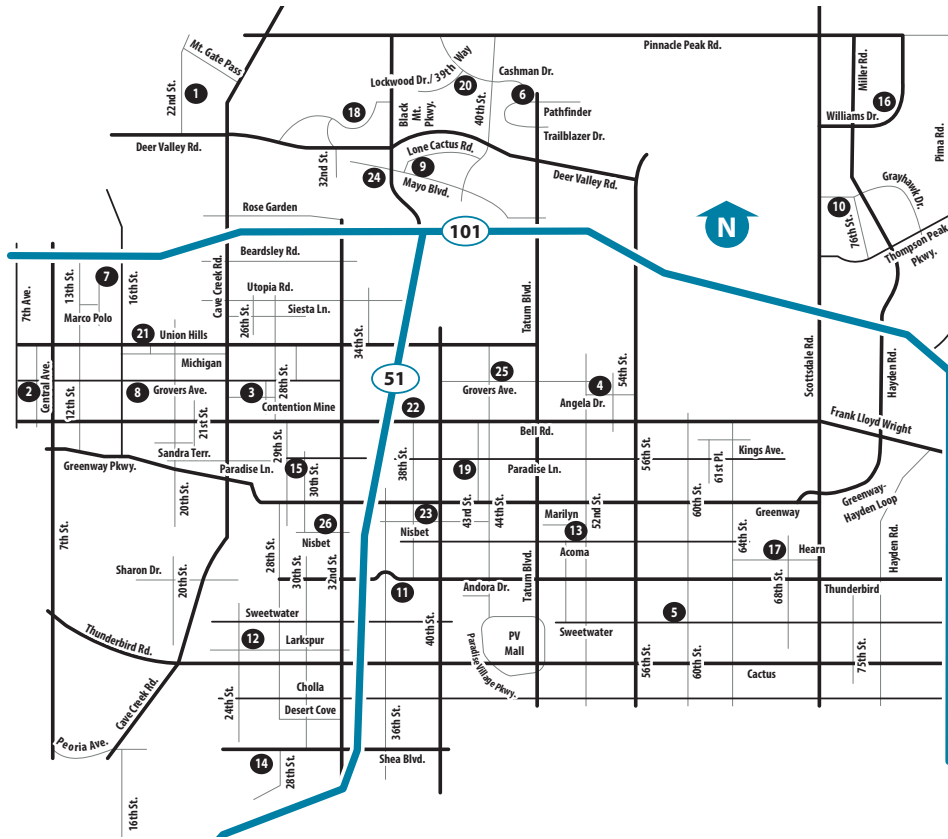 Pinnacle Peak Rd.
Mt. Gate Pass
22nd St.
1
Lockwood Dr./ 39th Way
20
Cashman Dr.
6
Black
Mt.
Pkwy.
40th St.
Pathfinder
Trailblazer Dr.
Miller Rd.
16
Williams Dr.
Pima Rd.
18
Deer Valley Rd.
32nd St.
Lone Cactus Rd.
9
24
Mayo Blvd.
Deer Valley Rd.
Grayhawk Dr.
10
76th St.
Rose Garden
N
101
Thompson Peak
Pkwy.
Beardsley Rd.
7th Ave.
13th St.
7
16th St.
Marco Polo
Cave Creek Rd.
Utopia Rd.
26th St.
Siesta Ln.
Tatum Blvd.
34th St.
21
Union Hills
Michigan
Scottsdale Rd.
Hayden Rd.
51
25
54th St.
2
Central Ave.
12th St.
8
Grovers Ave.
3
28th St.
Contention Mine
Grovers Ave.
4
Angela Dr.
22
21st St.
Bell Rd.
Frank Lloyd Wright
Sandra Terr.
29th St.
38th St.
56th St.
Kings Ave.
61st Pl.
Greenway Pkwy.
Paradise Ln.
15
30th St.
19
Paradise Ln.
20th St.
43rd St.
44th St.
52nd St.
60th St.
Greenway
Greenway-
Hayden Loop
7th St.
26
Nisbet
23
Nisbet
Marilyn
13
Acoma
64th St.
17
Hearn
Hayden Rd.
28th St.
30th St.
32nd St.
Tatum Blvd.
Sharon Dr.
20th St.
11
Andora Dr.
68th St.
Thunderbird
Sweetwater
40th St.
5
Sweetwater
Thunderbird Rd.
12
Larkspur
PV
Mall
Paradise Village Pkwy.
56th St.
60th St.
Cactus
75th St.
Cave Creek Rd.
24th St.
Cholla
Desert Cove
36th St.
Peoria Ave.
14
28th St.
Shea Blvd.
16th St.